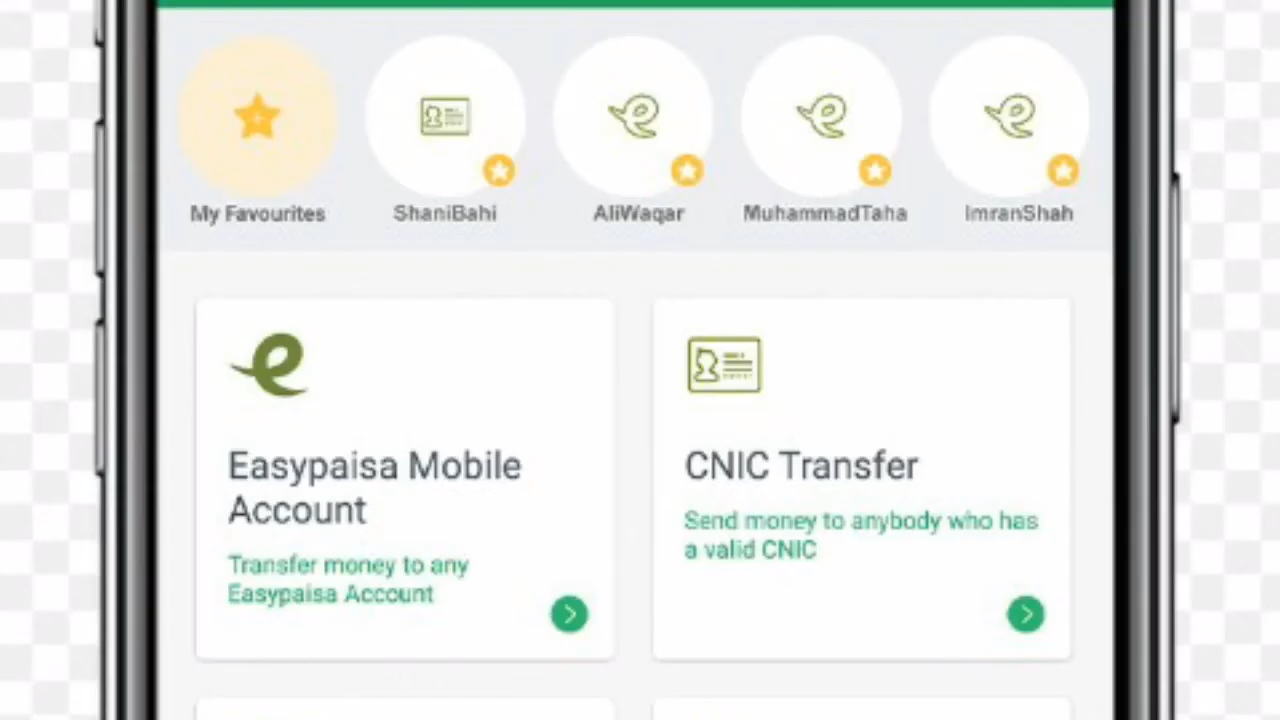 My Favourites
ShaniBahi
AliWaqar
MuhammadTaha
ImranShah
Easypaisa Mobile
Account
Transfer money to any
Easypaisa Account
CNIC Transfer
Send money to anybody who has
a valid CNIC